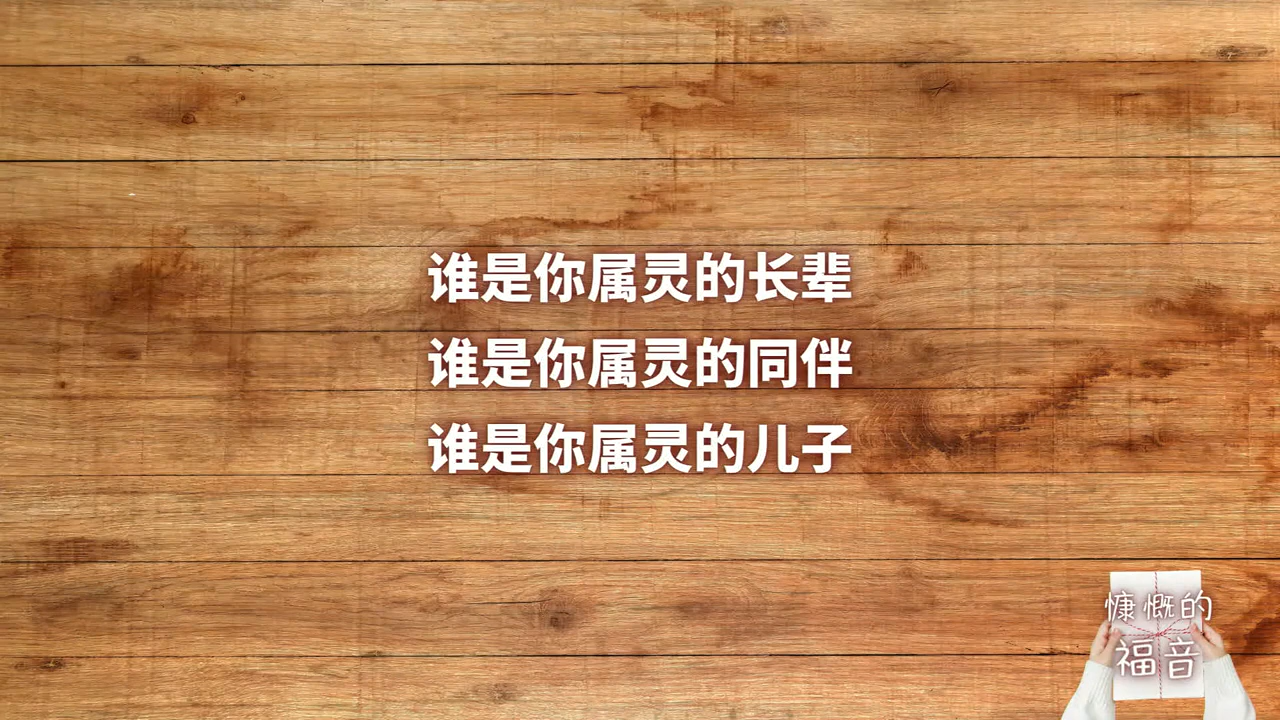 谁是你属灵的长辈
谁是你属灵的同伴
谁是你属灵的儿子
慷慨的
福音